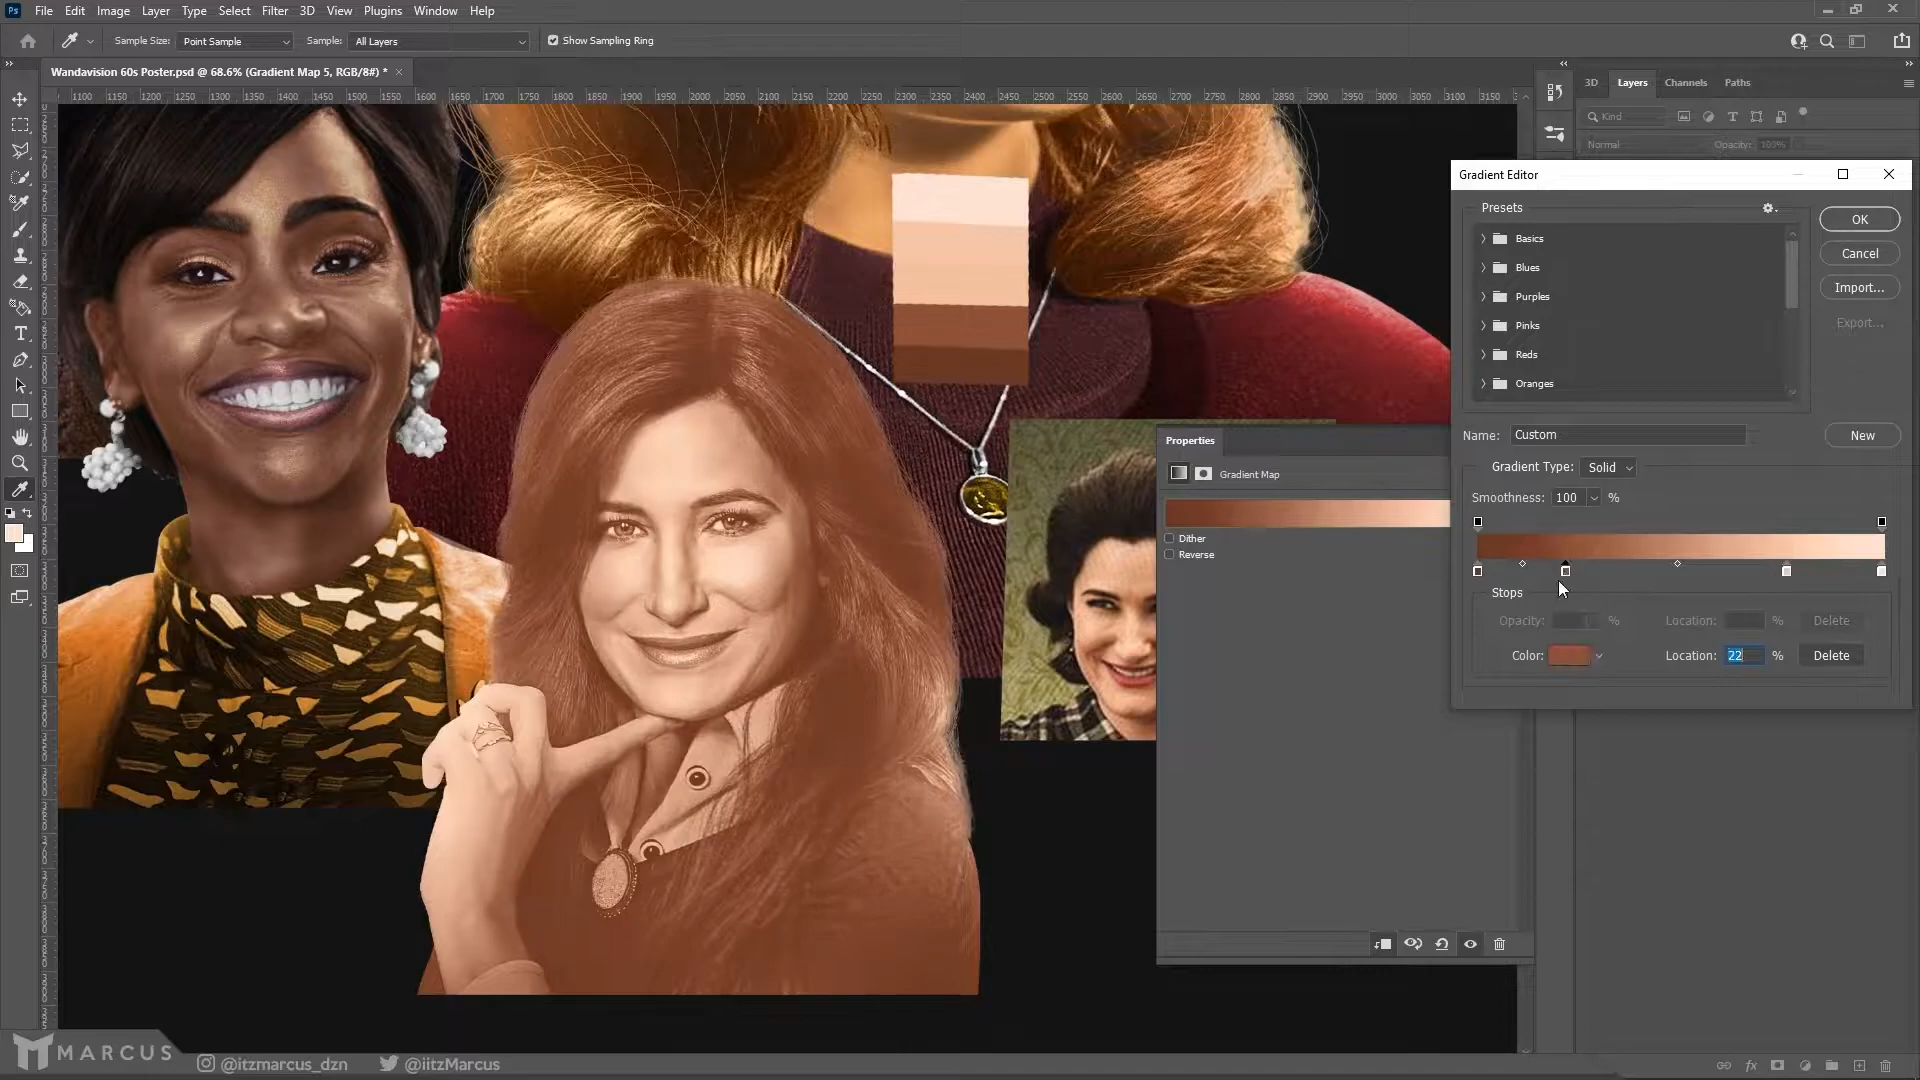 Ps File Edit Image Layer Type Select Filter 3D View Plugins Window Help
Sample Size: Point Sample Sample: All Layers Show Sampling Ring
Wandavision 60s Poster.psd @ 68.6% (Gradient Map 5, RGB/8#) * ×
3D Layers Channels Paths
1100 1150 1200 1250 1300 1350 1400 1450 1500 1550 1600 1650 1700 1750 1800 1850 1900 1950 2000 2050 2100 2150 2200 2250 2300 2350 2400 2450 2500 2550 2600 2650 2700 2750 2800 2850 2900 2950 3000 3050 3100 3150
Kind
Normal Opacity: 100%
Gradient Editor
Presets
OK
Basics
Cancel
Blues
Import...
Purples
Pinks
Export...
Reds
Oranges
Name: Custom New
Properties
Gradient Type: Solid
Gradient Map
Smoothness: 100 %
Dither
Reverse
Stops
Opacity: % Location: % Delete
Color: Location: 22 % Delete
MARCUS @itzmarcus_dzn @iitzMarcus
fx